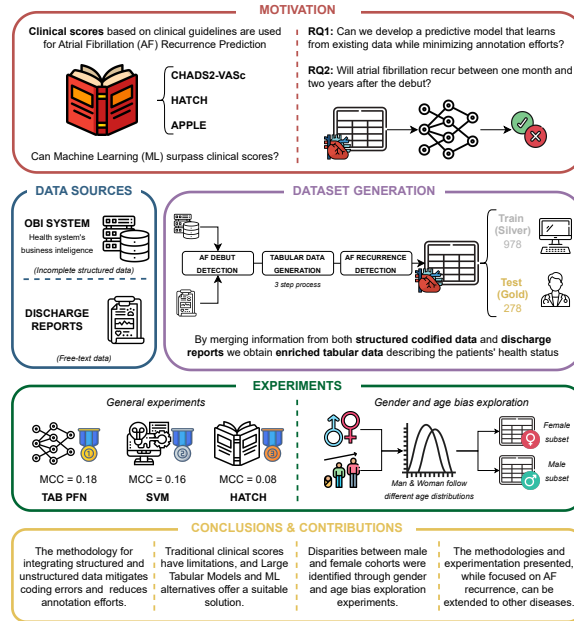 MOTIVATION
Clinical scores based on clinical guidelines are used
for Atrial Fibrillation (AF) Recurrence Prediction
CHADS2-VASc
HATCH
APPLE
Can Machine Learning (ML) surpass clinical scores?
RQ1: Can we develop a predictive model that learns
from existing data while minimizing annotation efforts?
RQ2: Will atrial fibrillation recur between one month and
two years after the debut?
DATA SOURCES
OBI SYSTEM
Health system's
business inteligence
(Incomplete structured data)
DISCHARGE
REPORTS
(Free-text data)
DATASET GENERATION
AF DEBUT
DETECTION
TABULAR DATA
GENERATION
AF RECURRENCE
DETECTION
3 step process
Train
(Silver)
978
Test
(Gold)
278
By merging information from both structured codified data and discharge
reports we obtain enriched tabular data describing the patients' health status
EXPERIMENTS
General experiments
1
2
3
MCC = 0.18
MCC = 0.16
MCC = 0.08
TAB PFN
SVM
HATCH
Gender and age bias exploration
Man & Woman follow
different age distributions
Female
subset
Male
subset
CONCLUSIONS & CONTRIBUTIONS
The methodology for
integrating structured and
unstructured data mitigates
coding errors and reduces
annotation efforts.
Traditional clinical scores
have limitations, and Large
Tabular Models and ML
alternatives offer a suitable
solution.
Disparities between male
and female cohorts were
identified through gender
and age bias exploration
experiments.
The methodologies and
experimentation presented,
while focused on AF
recurrence, can be
extended to other diseases.